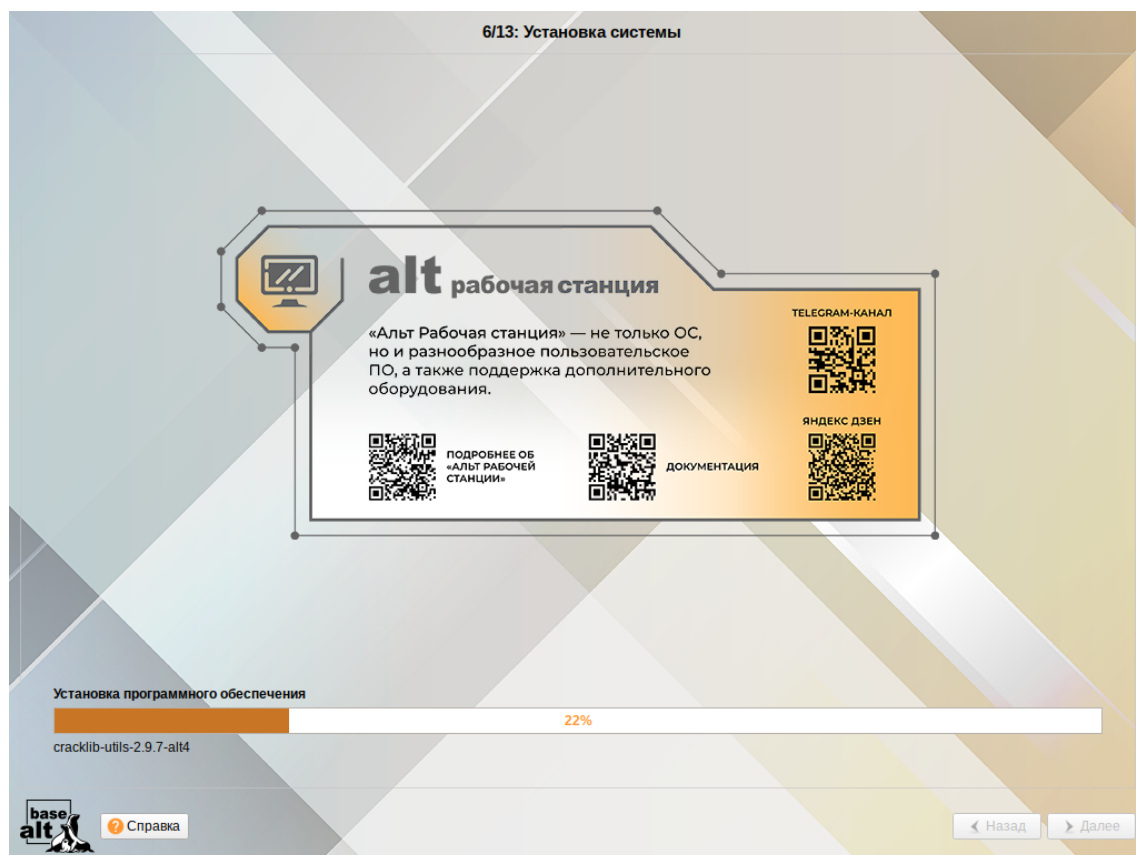 6/13: Установка системы
alt рабочая станция
«Альт Рабочая станция» — не только ОС,
но и разнообразное пользовательское
ПО, а также поддержка дополнительного
оборудования.
TELEGRAM-КАНАЛ
ЯНДЕКС ДЗЕН
ПОДРОБНЕЕ ОБ
«АЛЬТ РАБОЧЕЙ
СТАНЦИИ»
ДОКУМЕНТАЦИЯ
Установка программного обеспечения
22%
cracklib-utils-2.9.7-alt4
base
alt
Справка
Назад
Далее